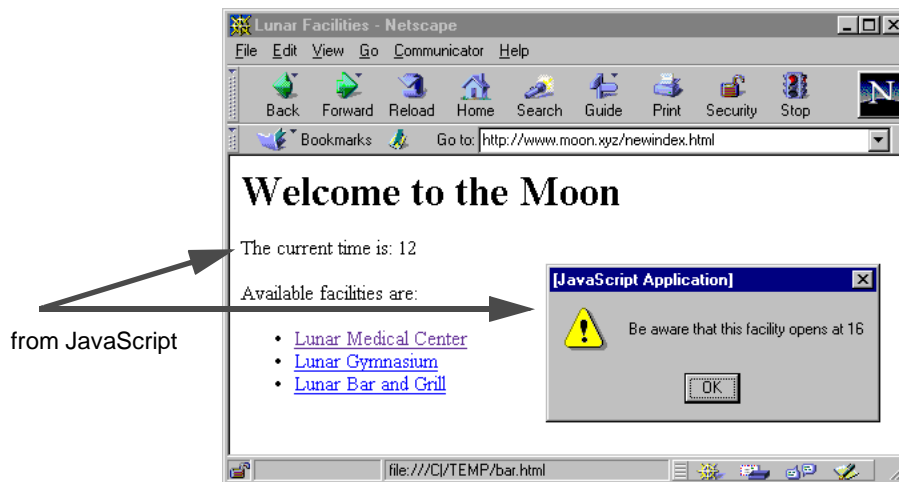 Lunar Facilities - Netscape
File Edit View Go Communicator Help
Back Forward Reload Home Search Guide Print Security Stop
N
Bookmarks Go to: http://www.moon.xyz/newindex.html
Welcome to the Moon
The current time is: 12
Available facilities are:
• Lunar Medical Center
• Lunar Gymnasium
• Lunar Bar and Grill
[JavaScript Application]
Be aware that this facility opens at 16
OK
from JavaScript
file:///C|/TEMP/bar.html